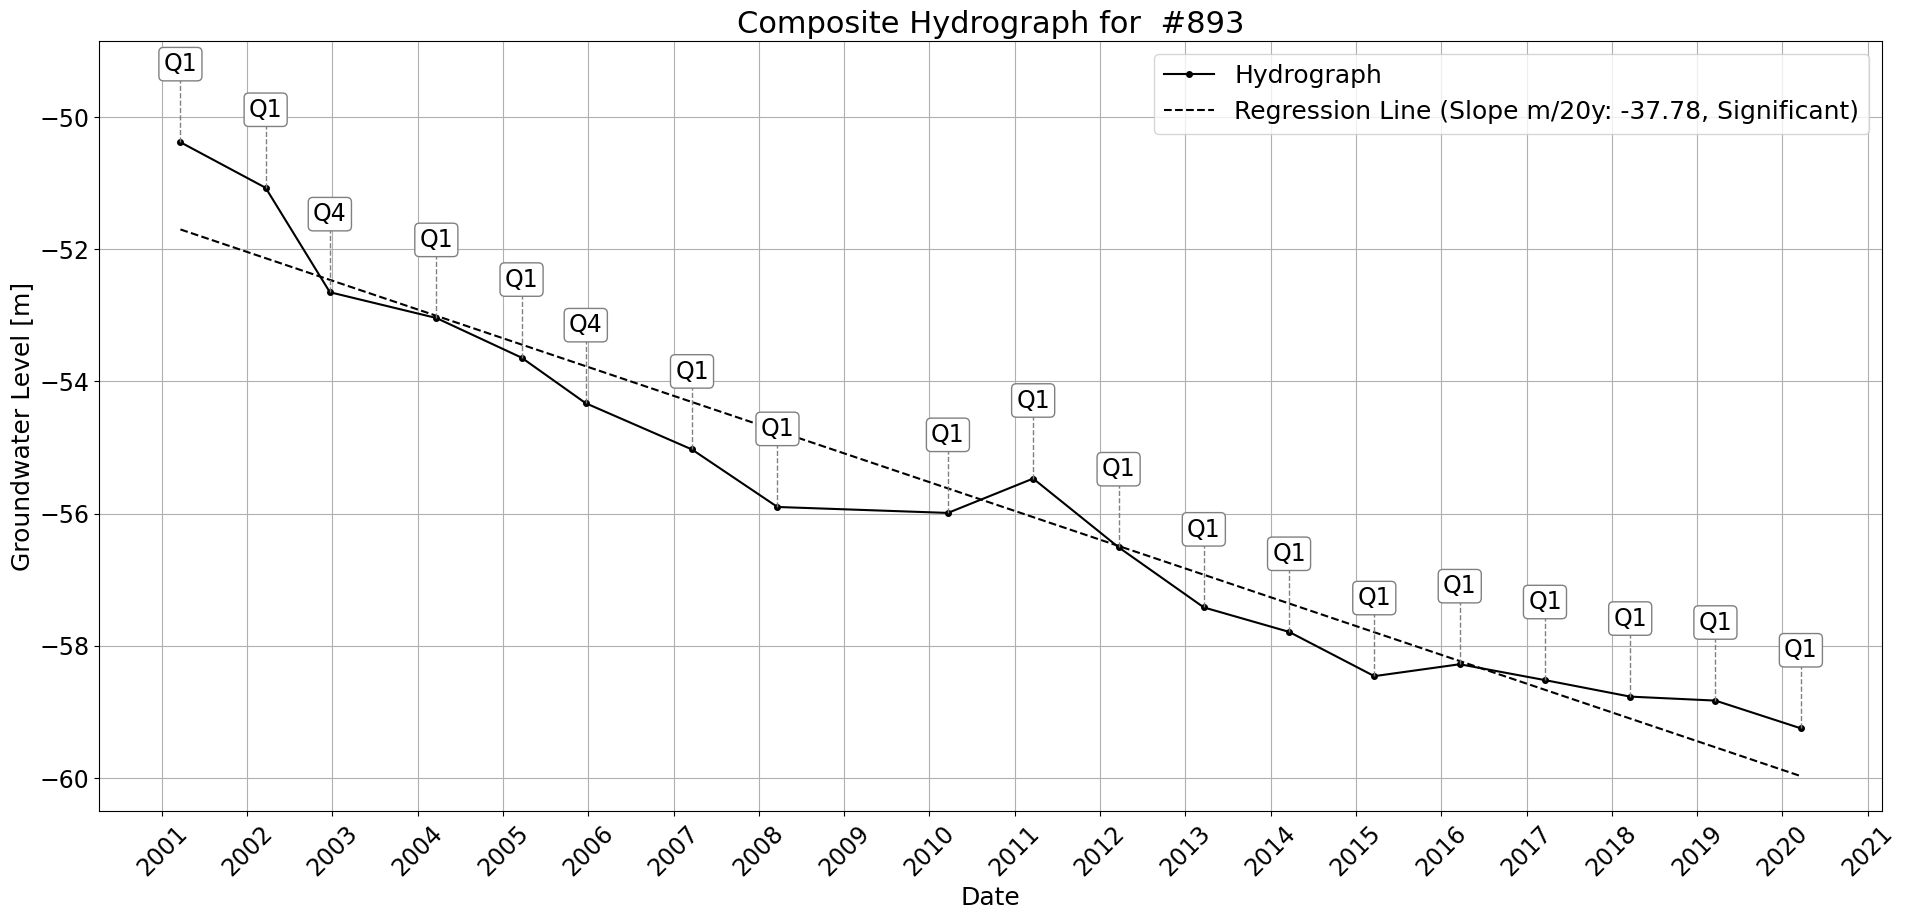 Composite Hydrograph for  #893
Hydrograph
Regression Line (Slope m/20y: -37.78, Significant)
Q1
Q1
Q4
Q1
Q1
Q4
Q1
Q1
Q1
Q1
Q1
Q1
Q1
Q1
Q1
Q1
Q1
Q1
Q1
Groundwater Level [m]
−50
−52
−54
−56
−58
−60
2001
2002
2003
2004
2005
2006
2007
2008
2009
2010
2011
2012
2013
2014
2015
2016
2017
2018
2019
2020
2021
Date